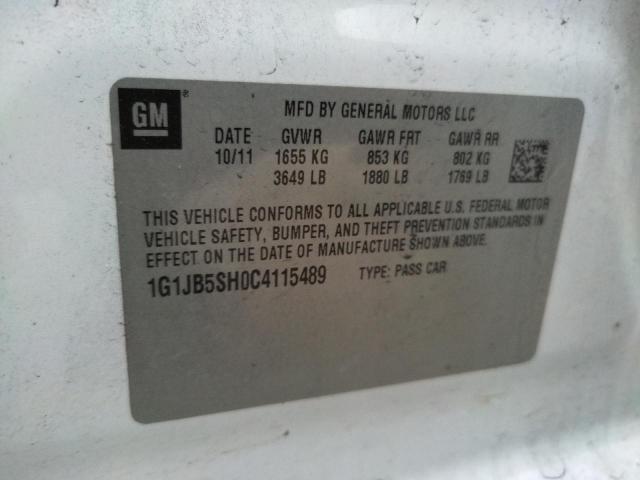 GM ®
MFD BY GENERAL MOTORS LLC
DATE GVWR GAWR FRT GAWR RR
10/11 1655 KG 853 KG 802 KG
3649 LB 1880 LB 1769 LB
THIS VEHICLE CONFORMS TO ALL APPLICABLE U.S. FEDERAL MOTOR
VEHICLE SAFETY, BUMPER, AND THEFT PREVENTION STANDARDS IN
EFFECT ON THE DATE OF MANUFACTURE SHOWN ABOVE.
1G1JB5SH0C4115489 TYPE: PASS CAR